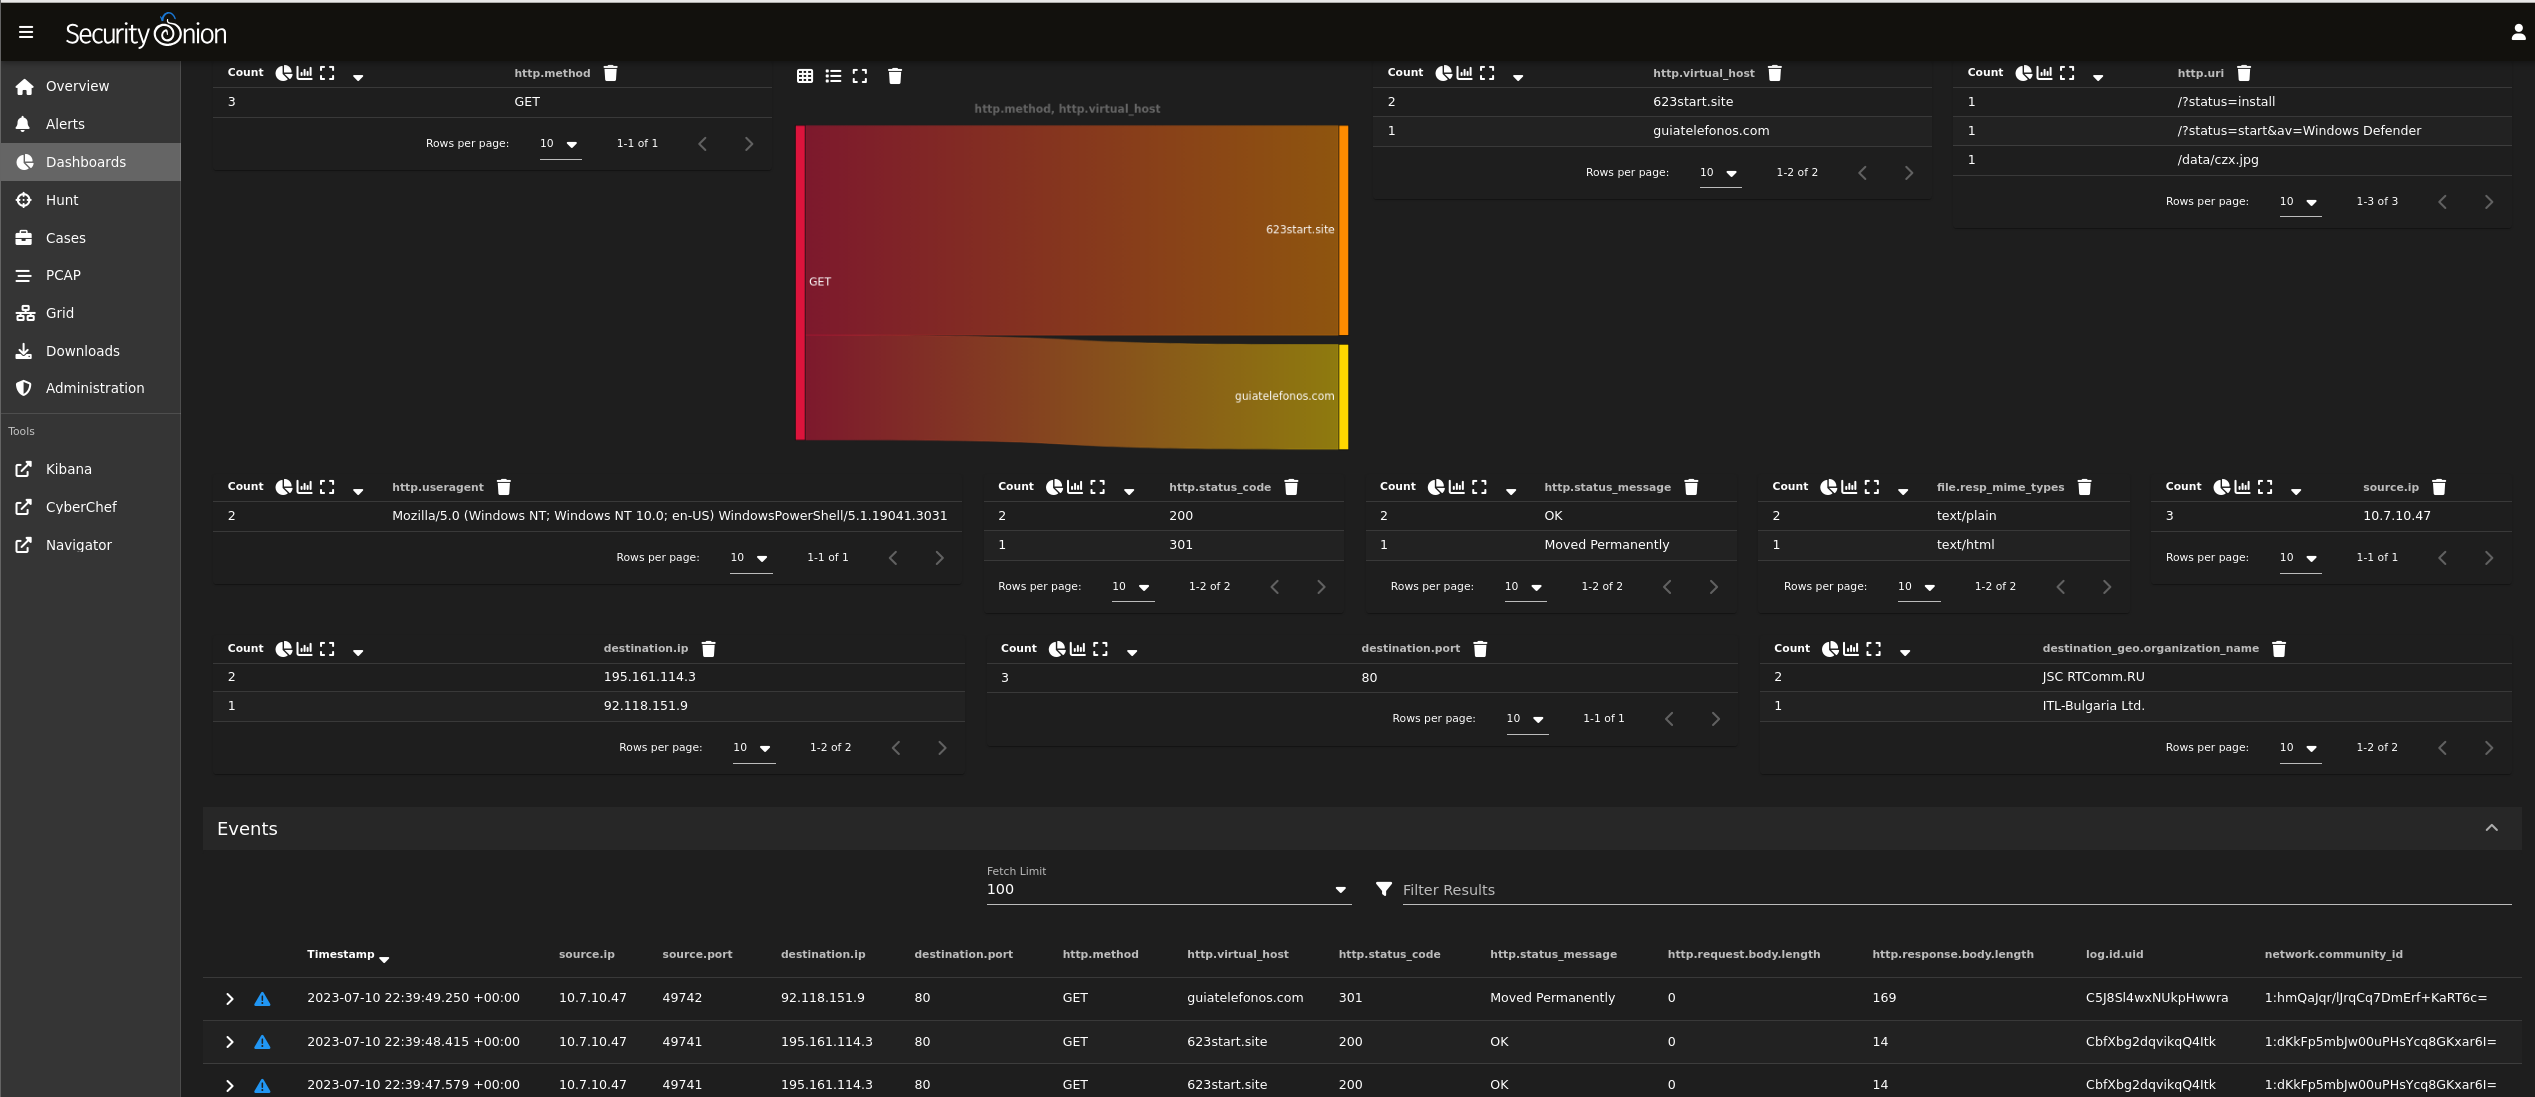 Security Onion
Overview
Alerts
Dashboards
Hunt
Cases
PCAP
Grid
Downloads
Administration
Tools
Kibana
CyberChef
Navigator
Count http.method
3 GET
Rows per page: 10 1-1 of 1
http.method, http.virtual_host
GET
623start.site
guiatelefonos.com
Count http.virtual_host
2 623start.site
1 guiatelefonos.com
Rows per page: 10 1-2 of 2
Count http.uri
1 /?status=install
1 /?status=start&av=Windows Defender
1 /data/czx.jpg
Rows per page: 10 1-3 of 3
Count http.useragent
2 Mozilla/5.0 (Windows NT; Windows NT 10.0; en-US) WindowsPowerShell/5.1.19041.3031
Rows per page: 10 1-1 of 1
Count http.status_code
2 200
1 301
Rows per page: 10 1-2 of 2
Count http.status_message
2 OK
1 Moved Permanently
Rows per page: 10 1-2 of 2
Count file.resp_mime_types
2 text/plain
1 text/html
Rows per page: 10 1-2 of 2
Count source.ip
3 10.7.10.47
Rows per page: 10 1-1 of 1
Count destination.ip
2 195.161.114.3
1 92.118.151.9
Rows per page: 10 1-2 of 2
Count destination.port
3 80
Rows per page: 10 1-1 of 1
Count destination_geo.organization_name
2 JSC RTComm.RU
1 ITL-Bulgaria Ltd.
Rows per page: 10 1-2 of 2
Events
Fetch Limit
100
Filter Results
Timestamp source.ip source.port destination.ip destination.port http.method http.virtual_host http.status_code http.status_message http.request.body.length http.response.body.length log.id.uid network.community_id
2023-07-10 22:39:49.250 +00:00 10.7.10.47 49742 92.118.151.9 80 GET guiatelefonos.com 301 Moved Permanently 0 169 C5J8Sl4wxNUkpHwwra 1:hmQaJqr/lJrqCq7DmErf+KaRT6c=
2023-07-10 22:39:48.415 +00:00 10.7.10.47 49741 195.161.114.3 80 GET 623start.site 200 OK 0 14 CbfXbg2dqvikqQ4Itk 1:dKkFp5mbJw00uPHsYcq8GKxar6I=
2023-07-10 22:39:47.579 +00:00 10.7.10.47 49741 195.161.114.3 80 GET 623start.site 200 OK 0 14 CbfXbg2dqvikqQ4Itk 1:dKkFp5mbJw00uPHsYcq8GKxar6I=